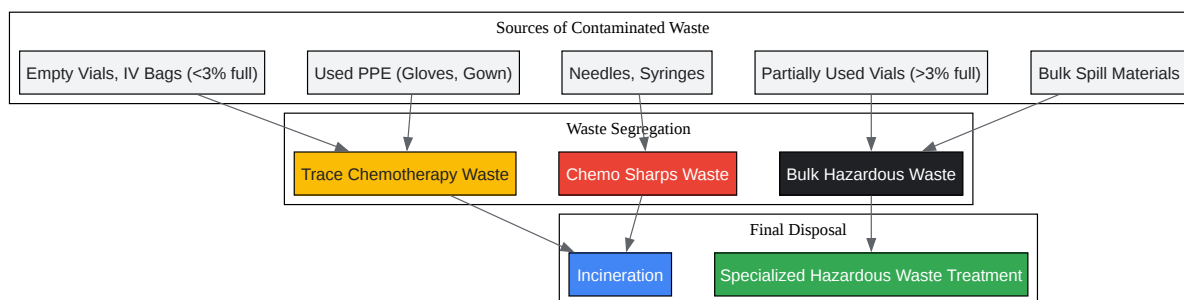 Sources of Contaminated Waste
Empty Vials, IV Bags (<3% full)
Used PPE (Gloves, Gown)
Needles, Syringes
Partially Used Vials (>3% full)
Bulk Spill Materials
Waste Segregation
Trace Chemotherapy Waste
Chemo Sharps Waste
Bulk Hazardous Waste
Final Disposal
Incineration
Specialized Hazardous Waste Treatment